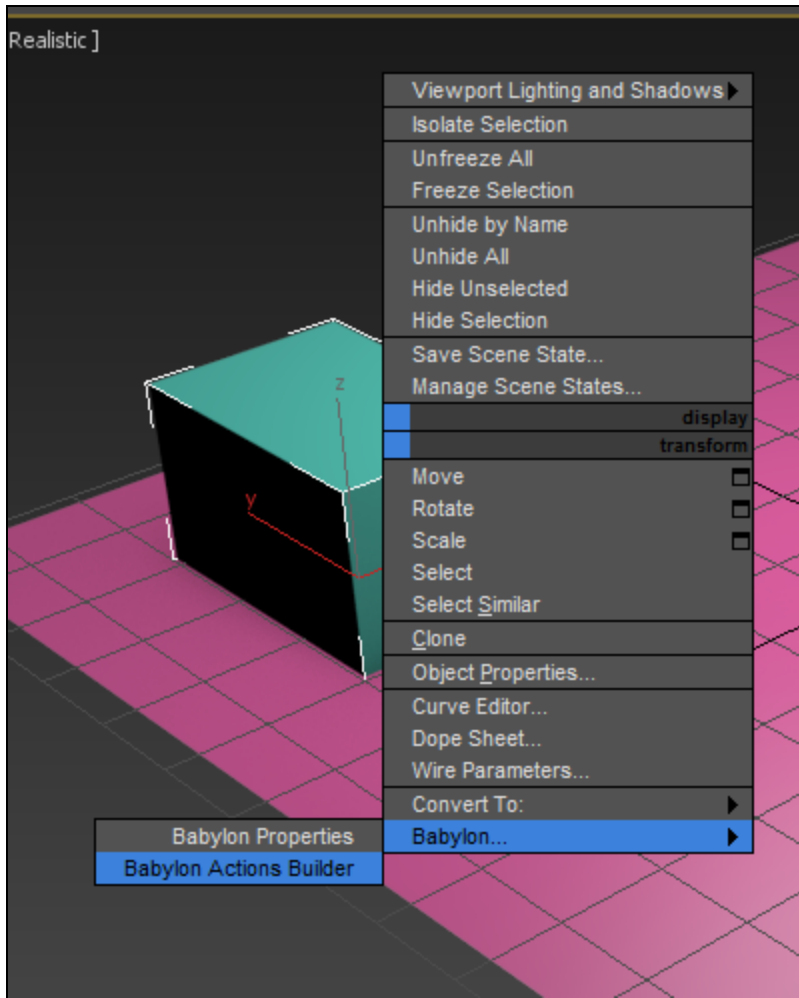 Realistic ]
Viewport Lighting and Shadows
Isolate Selection
Unfreeze All
Freeze Selection
Unhide by Name
Unhide All
Hide Unselected
Hide Selection
Save Scene State...
Manage Scene States...
display
transform
Move
Rotate
Scale
Select
Select Similar
Clone
Object Properties...
Curve Editor...
Dope Sheet...
Wire Parameters...
Convert To:
Babylon...
Babylon Properties
Babylon Actions Builder
z
y